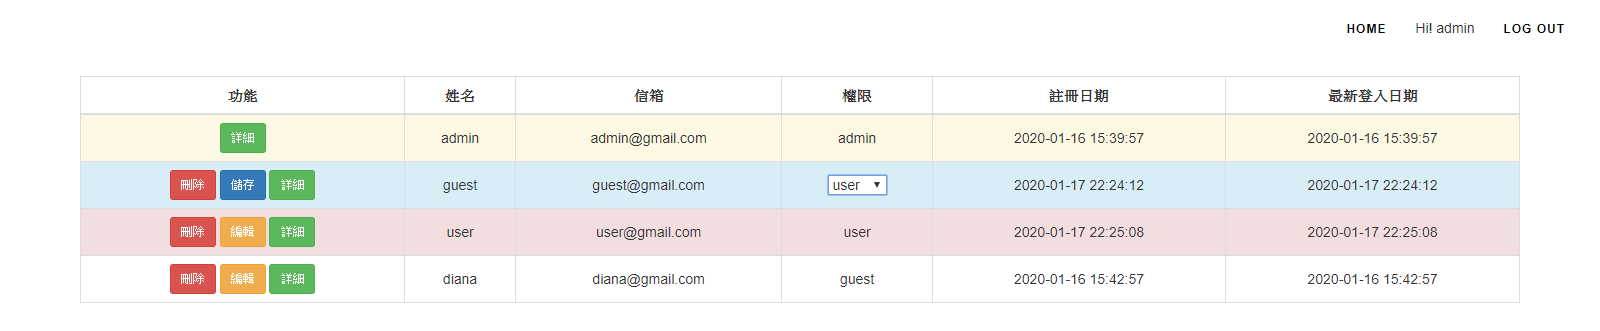 HOME Hi! admin LOG OUT
功能 姓名 信箱 權限 註冊日期 最新登入日期
詳細 admin admin@gmail.com admin 2020-01-16 15:39:57 2020-01-16 15:39:57
刪除 儲存 詳細 guest guest@gmail.com user 2020-01-17 22:24:12 2020-01-17 22:24:12
刪除 編輯 詳細 user user@gmail.com user 2020-01-17 22:25:08 2020-01-17 22:25:08
刪除 編輯 詳細 diana diana@gmail.com guest 2020-01-16 15:42:57 2020-01-16 15:42:57